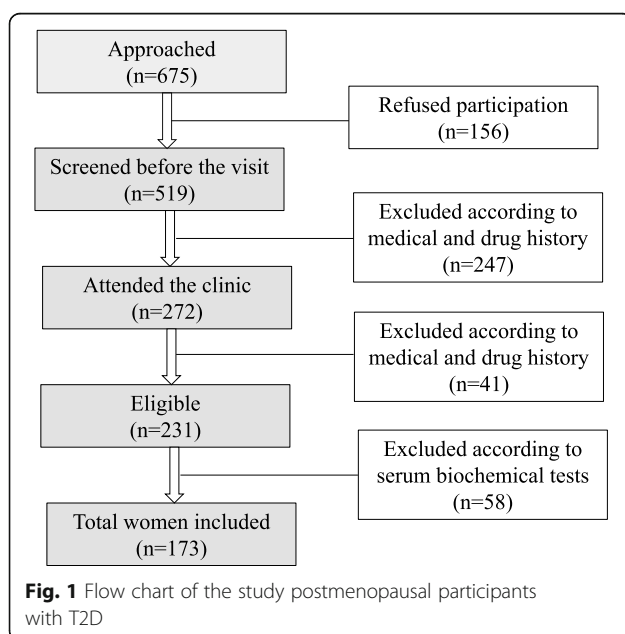 Approached
(n=675)
Refused participation
(n=156)
Screened before the visit
(n=519)
Excluded according to
medical and drug history
(n=247)
Attended the clinic
(n=272)
Excluded according to
medical and drug history
(n=41)
Eligible
(n=231)
Excluded according to
serum biochemical tests
(n=58)
Total women included
(n=173)
Fig. 1 Flow chart of the study postmenopausal participants
with T2D